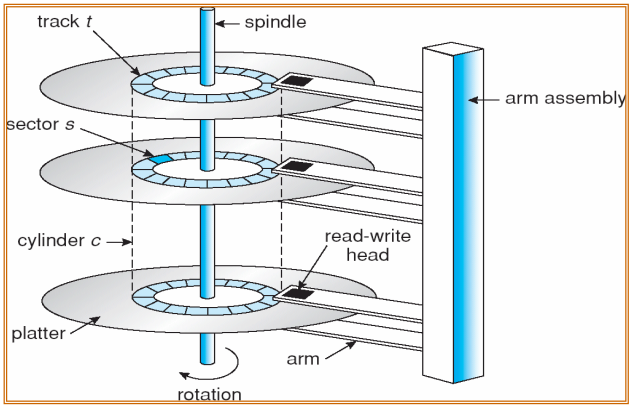 track t
spindle
arm assembly
sector s
cylinder c
read-write
head
platter
arm
rotation